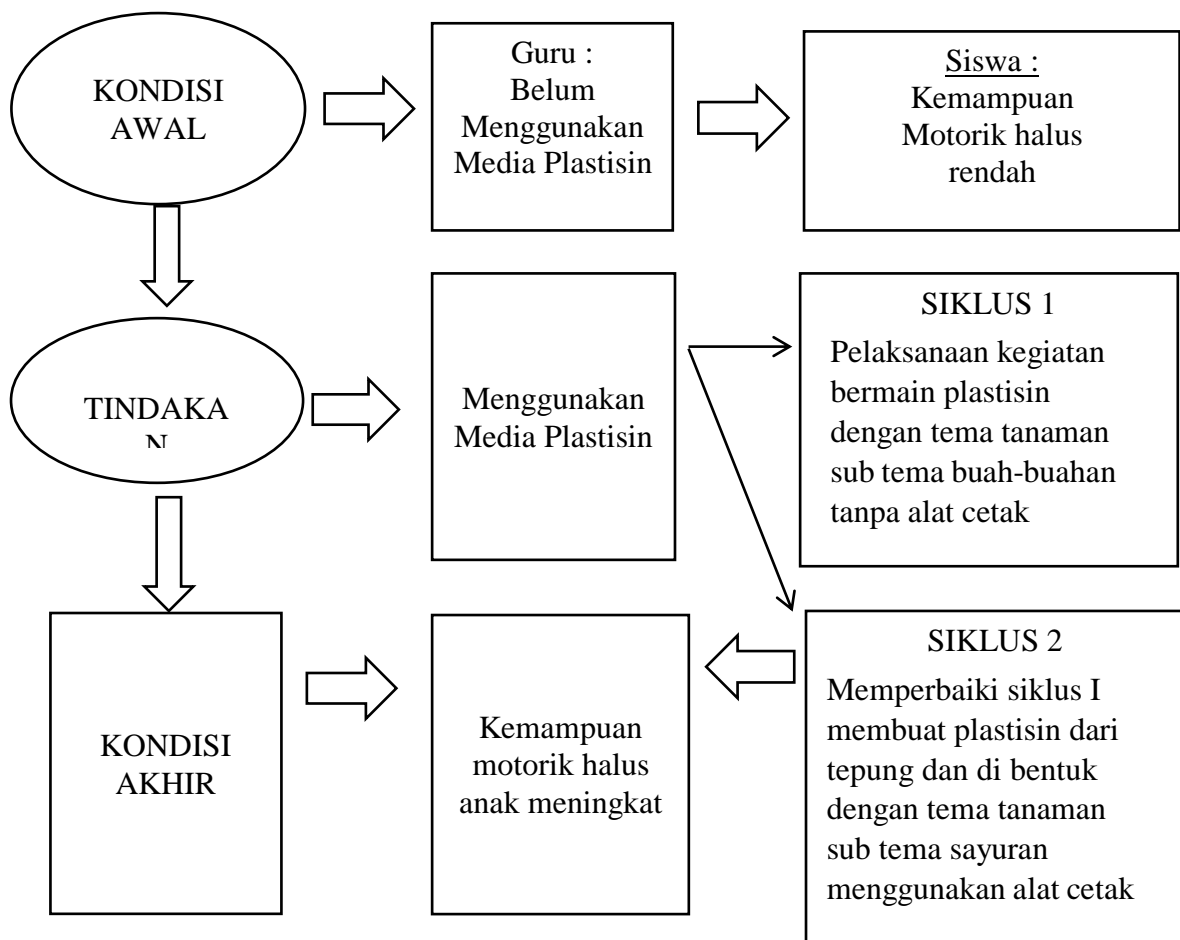 KONDISI
AWAL
Guru :
Belum
Menggunakan
Media Plastisin
Siswa :
Kemampuan
Motorik halus
rendah
TINDAKA
N
Menggunakan
Media Plastisin
SIKLUS 1
Pelaksanaan kegiatan
bermain plastisin
dengan tema tanaman
sub tema buah-buahan
tanpa alat cetak
KONDISI
AKHIR
Kemampuan
motorik halus
anak meningkat
SIKLUS 2
Memperbaiki siklus I
membuat plastisin dari
tepung dan di bentuk
dengan tema tanaman
sub tema sayuran
menggunakan alat cetak